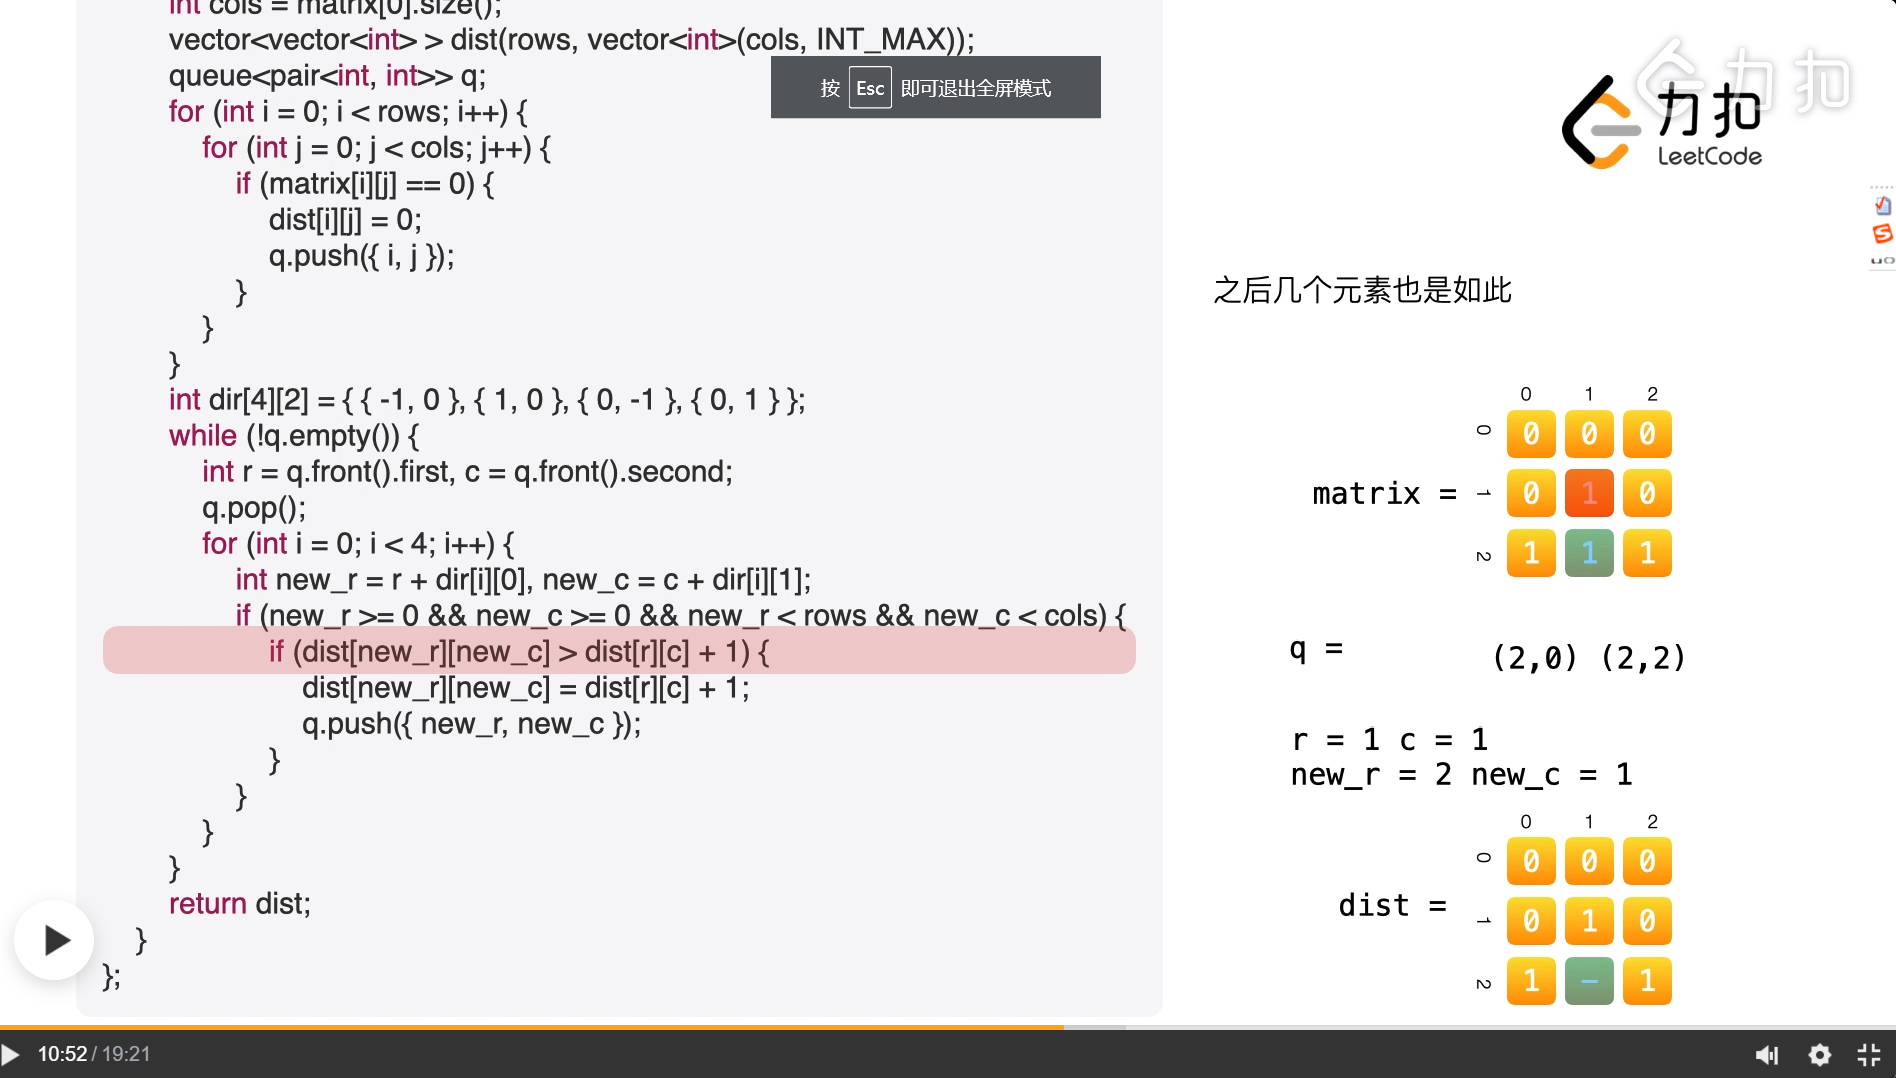 int cols = matrix[0].size();
vector<vector<int> > dist(rows, vector<int>(cols, INT_MAX));
queue<pair<int, int>> q;
for (int i = 0; i < rows; i++) {
for (int j = 0; j < cols; j++) {
if (matrix[i][j] == 0) {
dist[i][j] = 0;
q.push({ i, j });
}
}
}
int dir[4][2] = { { -1, 0 }, { 1, 0 }, { 0, -1 }, { 0, 1 } };
while (!q.empty()) {
int r = q.front().first, c = q.front().second;
q.pop();
for (int i = 0; i < 4; i++) {
int new_r = r + dir[i][0], new_c = c + dir[i][1];
if (new_r >= 0 && new_c >= 0 && new_r < rows && new_c < cols) {
if (dist[new_r][new_c] > dist[r][c] + 1) {
dist[new_r][new_c] = dist[r][c] + 1;
q.push({ new_r, new_c });
}
}
}
}
return dist;
}
};
按 Esc 即可退出全屏模式
力扣
力扣
LeetCode
之后几个元素也是如此
0 1 2
0 0 0 0
matrix = 1 0 1 0
2 1 1 1
q = (2,0) (2,2)
r = 1 c = 1
new_r = 2 new_c = 1
0 1 2
0 0 0 0
dist = 1 0 1 0
2 1 - 1
10:52 / 19:21